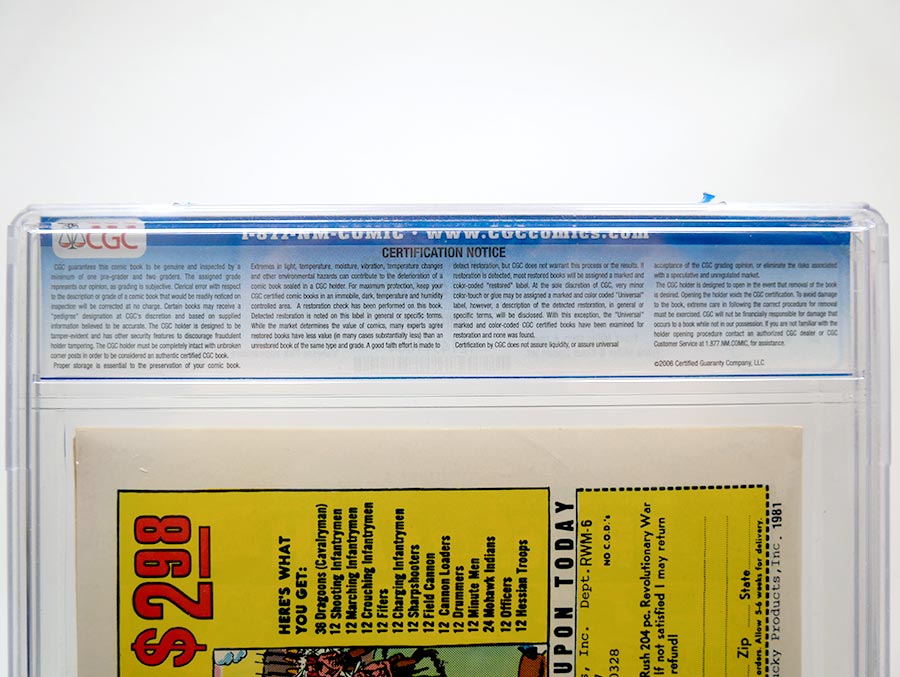 CGC
1-877-NM-COMIC · www.CGCcomics.com
CERTIFICATION NOTICE
CGC guarantees this comic book to be genuine and inspected by a
minimum of one pre-grader and two graders. The assigned grade
represents our opinion, as grading is subjective. Clerical error with respect
to the description or grade of a comic book that would be readily noticed on
inspection will be corrected at no charge. Certain books may receive a
"pedigree" designation at CGC's discretion and based on supplied
information believed to be accurate. The CGC holder is designed to be
tamper-evident and has other security features to discourage fraudulent
holder tampering. The CGC holder must be completely intact with unbroken
corner posts in order to be considered an authentic certified CGC book.
Proper storage is essential to the preservation of your comic book.
Extremes in light, temperature, moisture, vibration, temperature changes
and other environmental hazards can contribute to the deterioration of a
comic book sealed in a CGC holder. For maximum protection, keep your
CGC certified comic books in an immobile, dark, temperature and humidity
controlled area. A restoration check has been performed on this book.
Detected restoration is noted on this label in general or specific terms.
While the market determines the value of comics, many experts agree
restored books have less value (in many cases substantially less) than an
unrestored book of the same type and grade. A good faith effort is made to
detect restoration, but CGC does not warrant this process or the results. If
restoration is detected, most restored books will be assigned a marked and
color-coded "restored" label. At the sole discretion of CGC, very minor
color-touch or glue may be assigned a marked and color coded "Universal"
label, however, a description of the detected restoration, in general or
specific terms, will be disclosed. With this exception, the "Universal"
marked and color-coded CGC certified books have been examined for
restoration and none was found.
Certification by CGC does not assure liquidity, or assure universal
acceptance of the CGC grading opinion, or eliminate the risks associated
with a speculative and unregulated market.
The CGC holder is designed to open in the event that removal of the book
is desired. Opening the holder voids the CGC certification. To avoid damage
to the book, extreme care in following the correct procedure for removal
must be exercised. CGC will not be financially responsible for damage that
occurs to a book while not in our possession. If you are not familiar with the
holder opening procedure contact an authorized CGC dealer or CGC
Customer Service at 1.877.NM.COMIC, for assistance.
©2006 Certified Guaranty Company, LLC.
$298
HERE'S WHAT
YOU GET:
36 Dragoons (Cavalryman)
12 Shooting Infantrymen
12 Marching Infantrymen
12 Crouching Infantrymen
12 Fifers
12 Charging Infantrymen
12 Sharpshooters
12 Field Cannon
12 Cannon Loaders
12 Drummers
12 Minute Men
24 Mohawk Indians
12 Officers
12 Hessian Troops
UPON TODAY
Inc. Dept. RWM-6
NO C.O.D.'s
0328
Rush 204 pc. Revolutionary War
If not satisfied I may return
refund!
State
Zip
orders. Allow 5-6 weeks for delivery.
cky Products, Inc. 1981